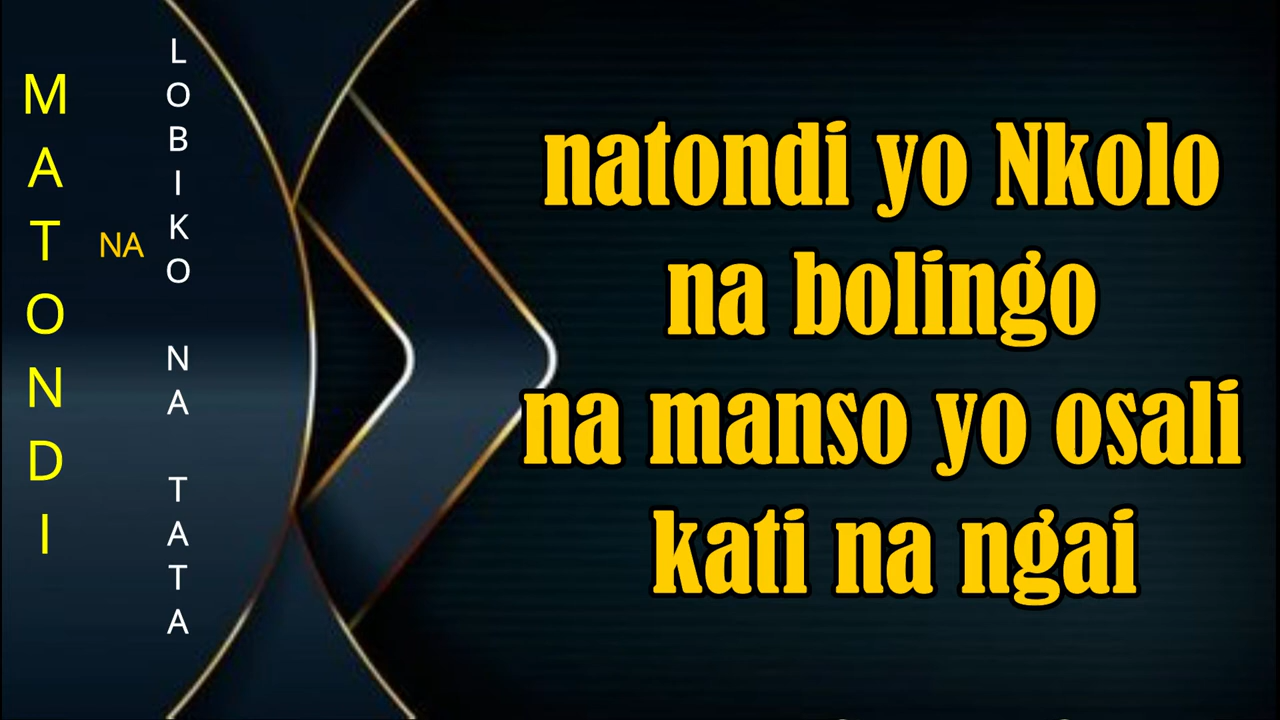 MATONDI
NA
LOBIKO NA TATA
natondi yo Nkolo
na bolingo
na manso yo osali
kati na ngai